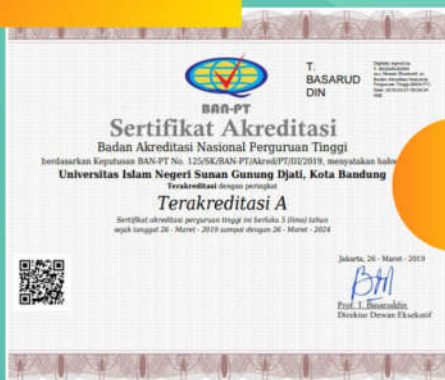 BAN-PT
T.
BASARUD
DIN
Sertifikat Akreditasi
Badan Akreditasi Nasional Perguruan Tinggi
berdasarkan Keputusan BAN-PT No. 125/SK/BAN-PT/Akred/PT/III/2019, menyatakan bahw
Universitas Islam Negeri Sunan Gunung Djati, Kota Bandung
Terakreditasi dengan peringkat
Terakreditasi A
Sertifikat akreditasi perguruan tinggi ini berlaku 5 (lima) tahun
sejak tanggal 26 - Maret - 2019 sampai dengan 26 - Maret - 2024
Jakarta, 26 - Maret - 2019
Prof. T. Basaruddin
Direktur Dewan Eksekutif